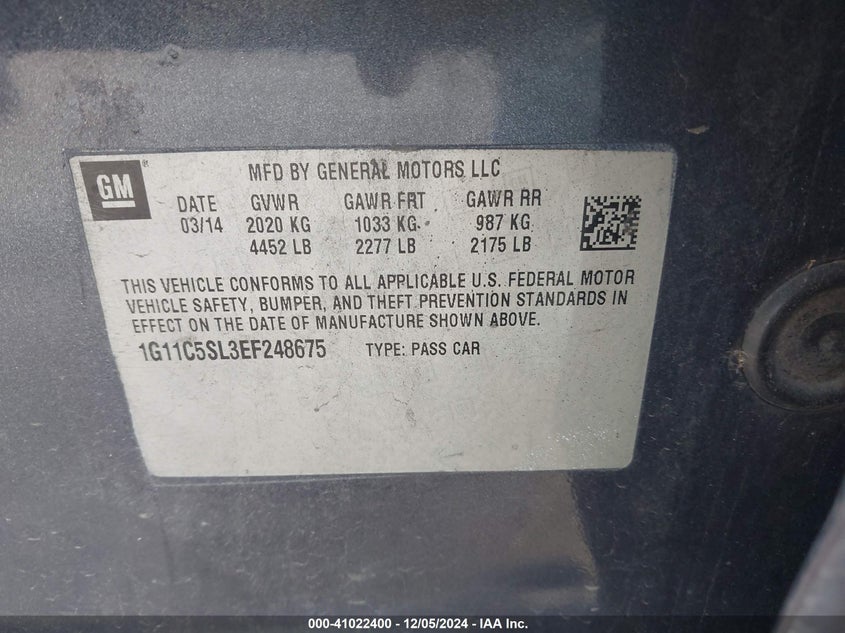 GM
MFD BY GENERAL MOTORS LLC
DATE GVWR GAWR FRT GAWR RR
03/14 2020 KG 1033 KG 987 KG
4452 LB 2277 LB 2175 LB
THIS VEHICLE CONFORMS TO ALL APPLICABLE U.S. FEDERAL MOTOR
VEHICLE SAFETY, BUMPER, AND THEFT PREVENTION STANDARDS IN
EFFECT ON THE DATE OF MANUFACTURE SHOWN ABOVE.
1G11C5SL3EF248675 TYPE: PASS CAR
000-41022400 - 12/05/2024 - IAA Inc.